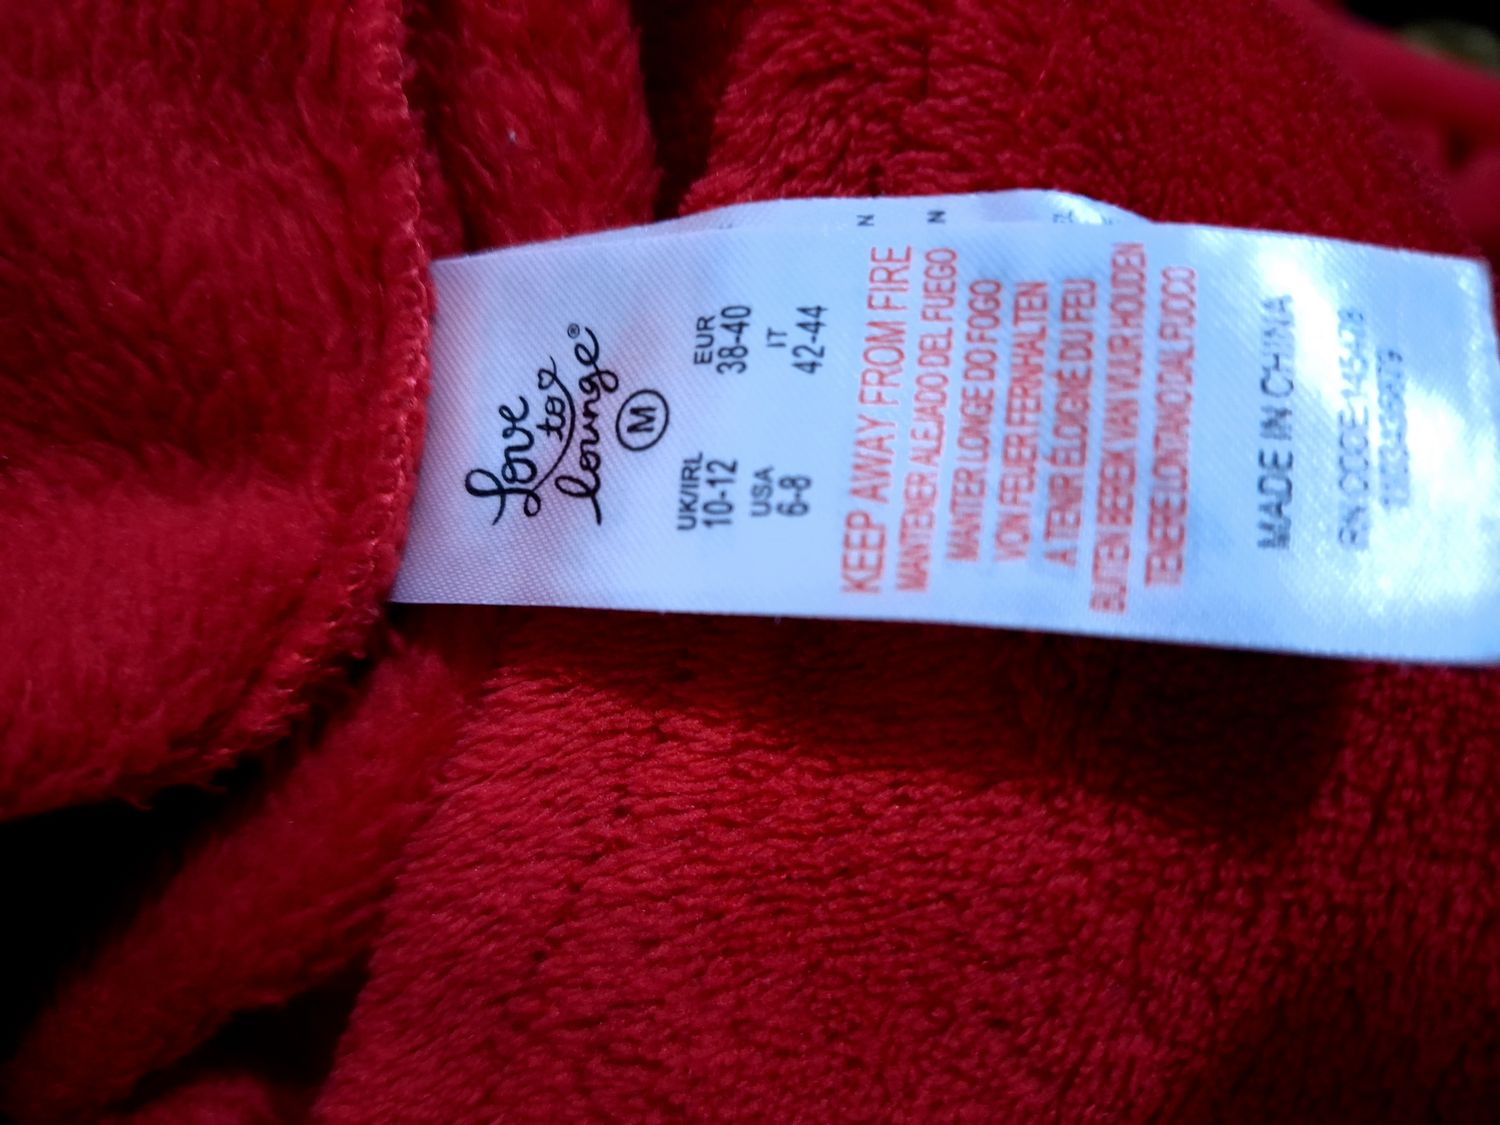 Love
to
lounge®
M
UK/IRL EUR
10-12 38-40
USA IT
6-8 42-44
KEEP AWAY FROM FIRE
MANTENER ALEJADO DEL FUEGO
MANTER LONGE DO FOGO
VON FEUER FERNHALTEN
A TENIR ÉLOIGNÉ DU FEU
BUITEN BEREIK VAN VUUR HOUDEN
TENERE LONTANO DAL FUOCO
MADE IN CHINA
RN CODE